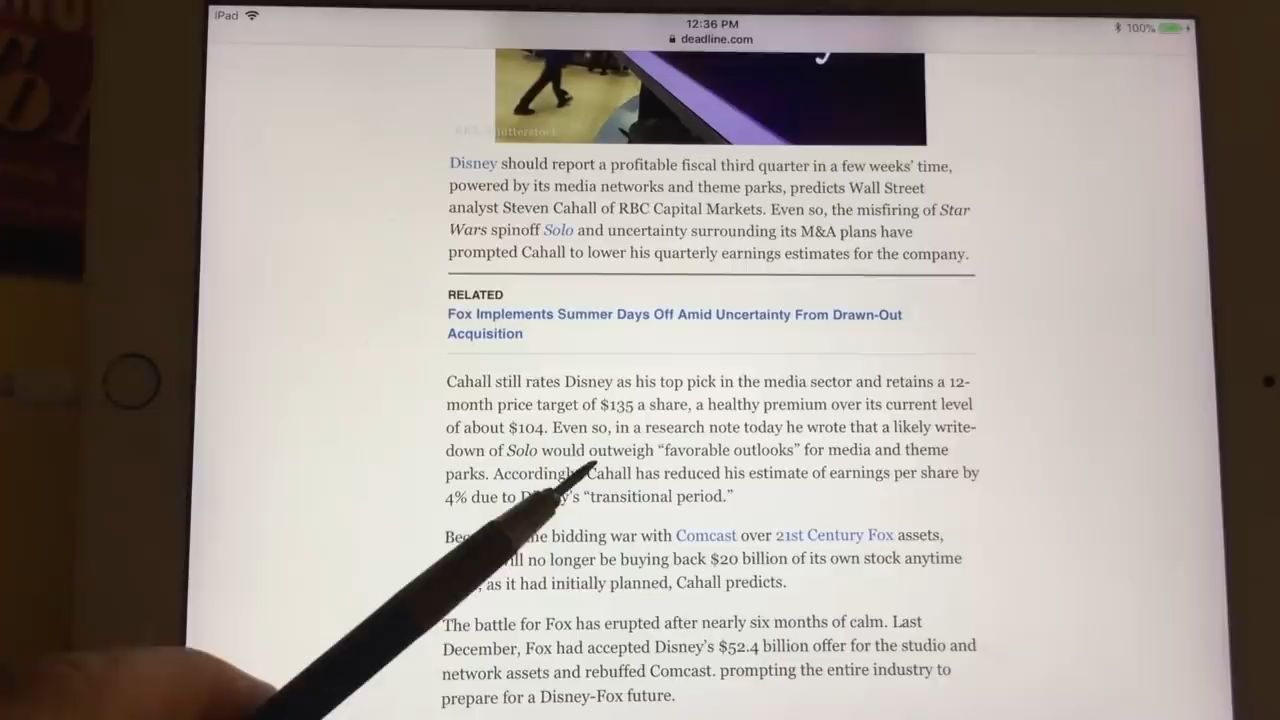 iPad
12:36 PM
100%
deadline.com
Disney should report a profitable fiscal third quarter in a few weeks' time,
powered by its media networks and theme parks, predicts Wall Street
analyst Steven Cahall of RBC Capital Markets. Even so, the misfiring of Star
Wars spinoff Solo and uncertainty surrounding its M&A plans have
prompted Cahall to lower his quarterly earnings estimates for the company.
RELATED
Fox Implements Summer Days Off Amid Uncertainty From Drawn-Out
Acquisition
Cahall still rates Disney as his top pick in the media sector and retains a 12-
month price target of $135 a share, a healthy premium over its current level
of about $104. Even so, in a research note today he wrote that a likely write-
down of Solo would outweigh “favorable outlooks” for media and theme
parks. Accordingly Cahall has reduced his estimate of earnings per share by
4% due to “transitional period.”
bidding war with Comcast over 21st Century Fox assets,
no longer be buying back $20 billion of its own stock anytime
as it had initially planned, Cahall predicts.
The battle for Fox has erupted after nearly six months of calm. Last
December, Fox had accepted Disney's $52.4 billion offer for the studio and
network assets and rebuffed Comcast. prompting the entire industry to
prepare for a Disney-Fox future.